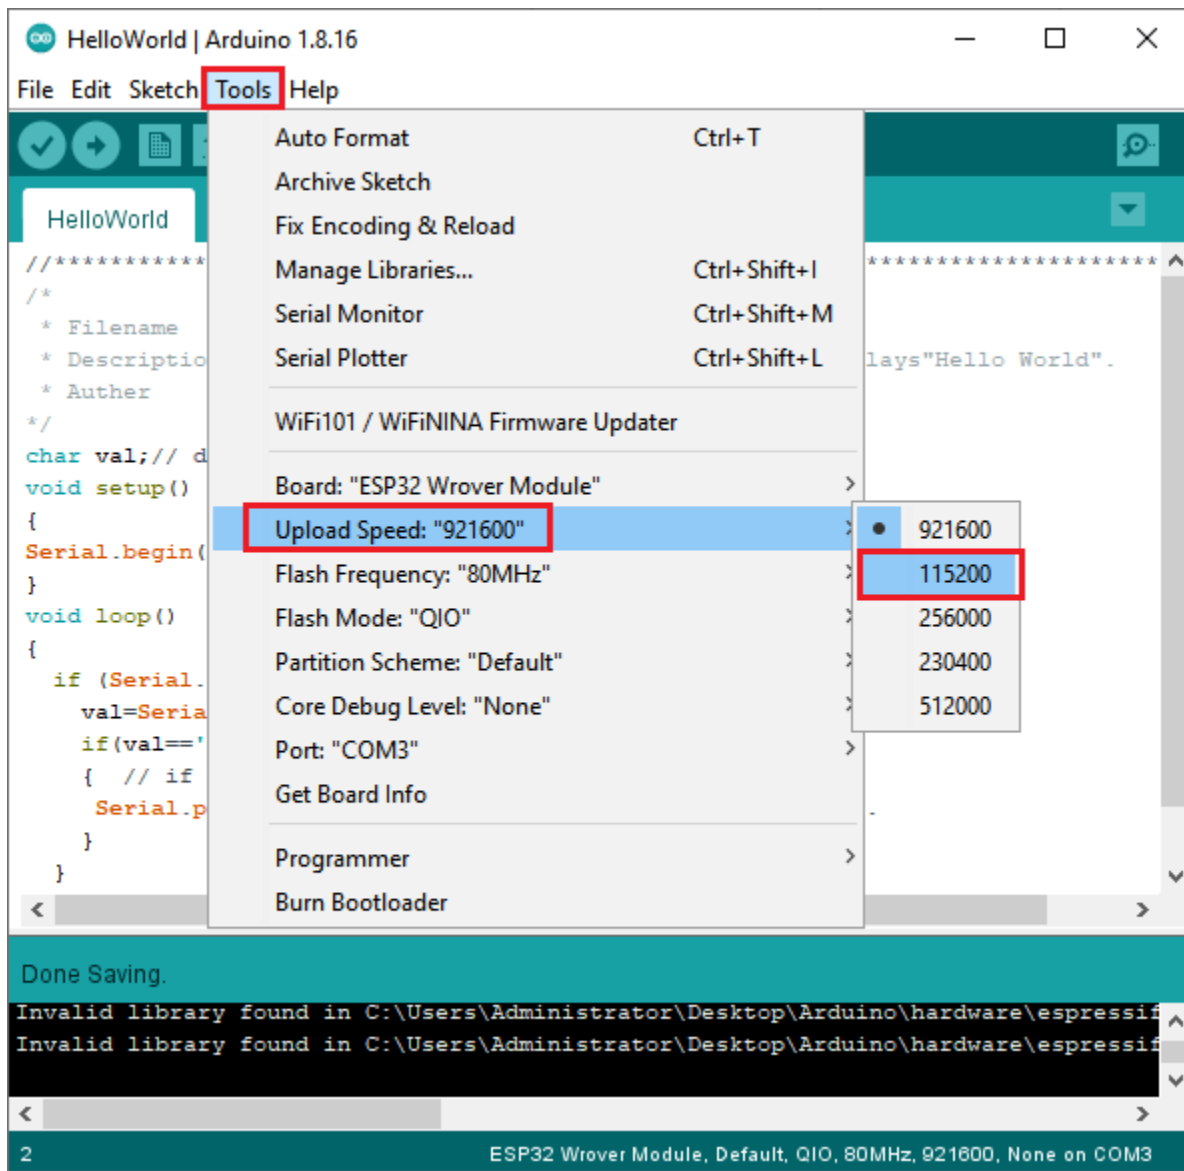 HelloWorld | Arduino 1.8.16
File Edit Sketch Tools Help
HelloWorld
Auto Format Ctrl+T
Archive Sketch
Fix Encoding & Reload
Manage Libraries... Ctrl+Shift+I
Serial Monitor Ctrl+Shift+M
Serial Plotter Ctrl+Shift+L
WiFi101 / WiFiNINA Firmware Updater
Board: "ESP32 Wrover Module"
Upload Speed: "921600"
Flash Frequency: "80MHz"
Flash Mode: "QIO"
Partition Scheme: "Default"
Core Debug Level: "None"
Port: "COM3"
Get Board Info
Programmer
Burn Bootloader
921600
115200
256000
230400
512000
//*********** *********************
/*
* Filename
* Descriptio lays"Hello World".
* Auther
*/
char val;// d
void setup()
{
Serial.begin(
}
void loop()
{
if (Serial.
val=Seria
if(val=='
{ // if
Serial.p .
}
}
Done Saving.
Invalid library found in C:\Users\Administrator\Desktop\Arduino\hardware\espressif
Invalid library found in C:\Users\Administrator\Desktop\Arduino\hardware\espressif
2 ESP32 Wrover Module, Default, QIO, 80MHz, 921600, None on COM3